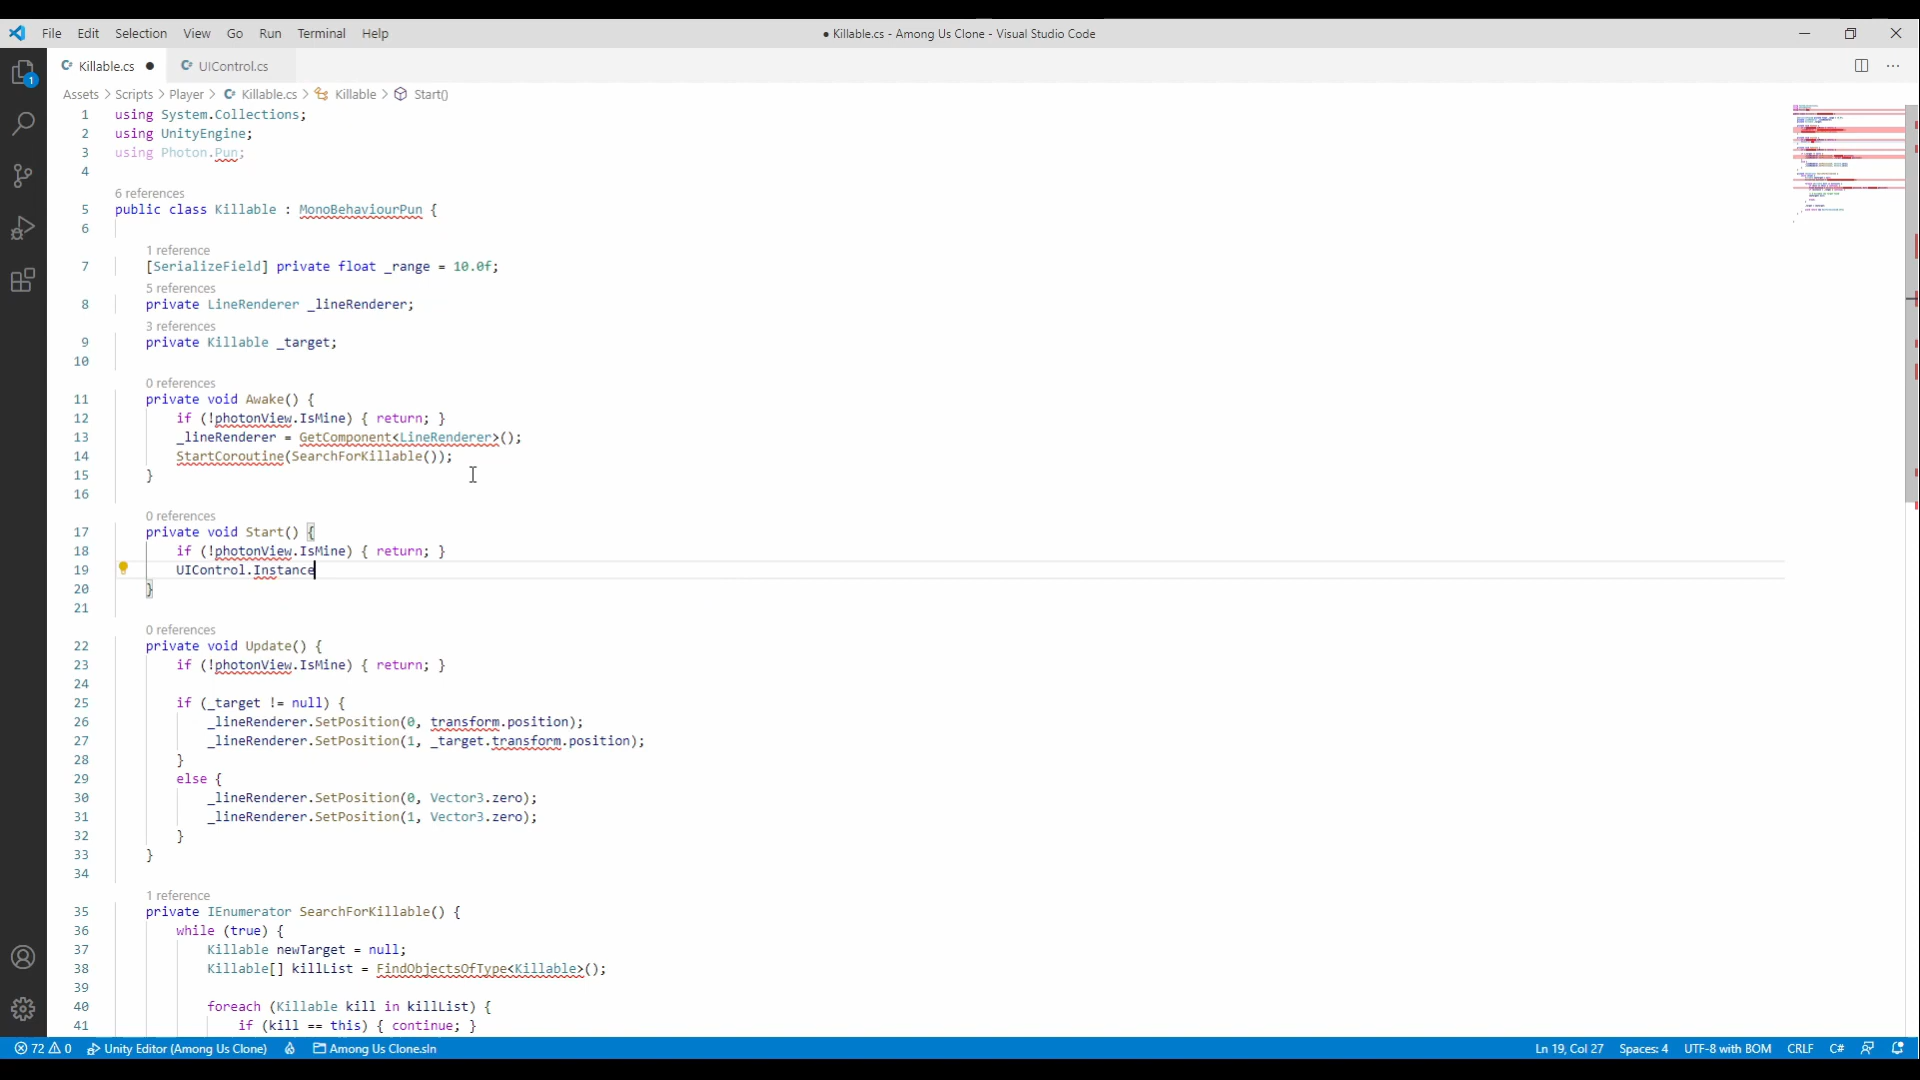 File Edit Selection View Go Run Terminal Help
● Killable.cs - Among Us Clone - Visual Studio Code
Killable.cs ● UIControl.cs
Assets > Scripts > Player > Killable.cs > Killable > Start()
1 using System.Collections;
2 using UnityEngine;
3 using Photon.Pun;
4
6 references
5 public class Killable : MonoBehaviourPun {
6
1 reference
7 [SerializeField] private float _range = 10.0f;
5 references
8 private LineRenderer _lineRenderer;
3 references
9 private Killable _target;
10
0 references
11 private void Awake() {
12 if (!photonView.IsMine) { return; }
13 _lineRenderer = GetComponent<LineRenderer>();
14 StartCoroutine(SearchForKillable());
15 }
16
0 references
17 private void Start() {
18 if (!photonView.IsMine) { return; }
19 UIControl.Instance
20 }
21
0 references
22 private void Update() {
23 if (!photonView.IsMine) { return; }
24
25 if (_target != null) {
26 _lineRenderer.SetPosition(0, transform.position);
27 _lineRenderer.SetPosition(1, _target.transform.position);
28 }
29 else {
30 _lineRenderer.SetPosition(0, Vector3.zero);
31 _lineRenderer.SetPosition(1, Vector3.zero);
32 }
33 }
34
1 reference
35 private IEnumerator SearchForKillable() {
36 while (true) {
37 Killable newTarget = null;
38 Killable[] killList = FindObjectsOfType<Killable>();
39
40 foreach (Killable kill in killList) {
41 if (kill == this) { continue; }
1
72 0 Unity Editor (Among Us Clone) Among Us Clone.sln
Ln 19, Col 27 Spaces: 4 UTF-8 with BOM CRLF C#